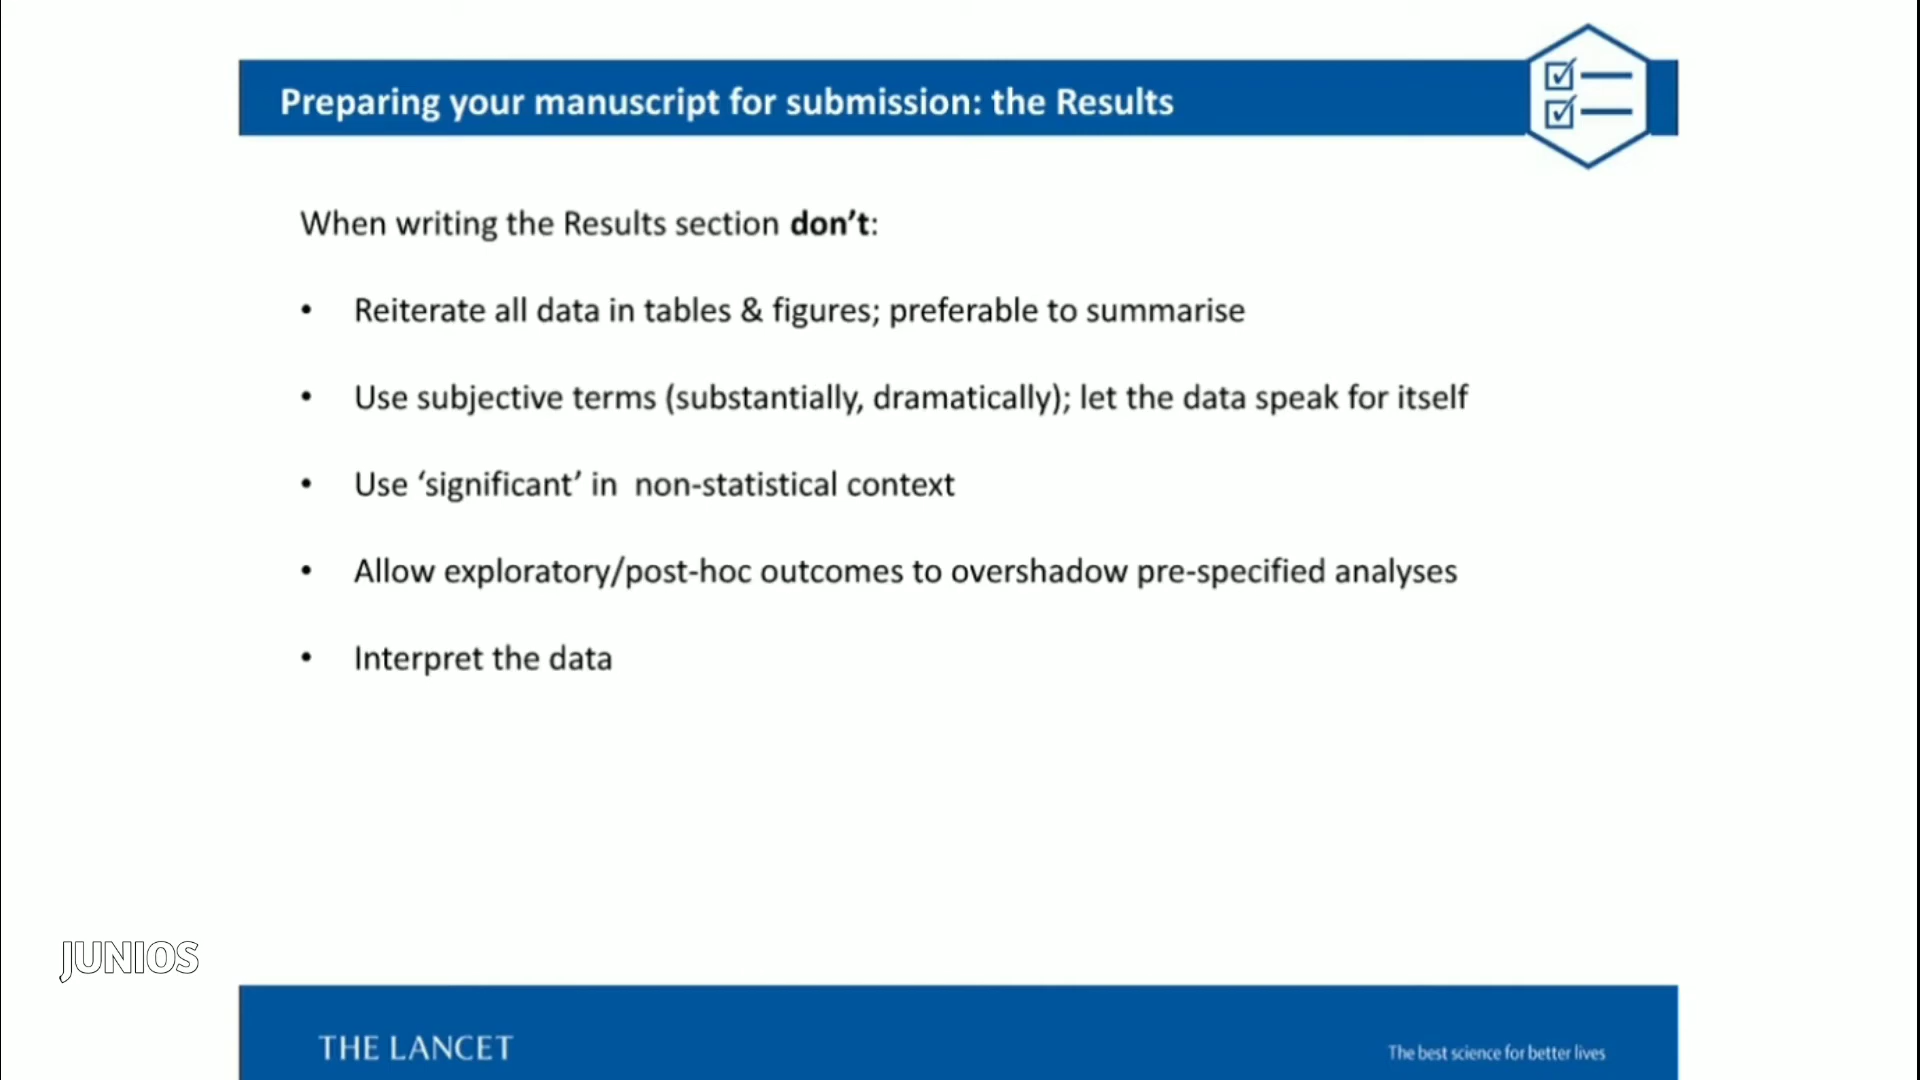 Preparing your manuscript for submission: the Results
When writing the Results section don’t:
• Reiterate all data in tables & figures; preferable to summarise
• Use subjective terms (substantially, dramatically); let the data speak for itself
• Use ‘significant’ in  non-statistical context
• Allow exploratory/post-hoc outcomes to overshadow pre-specified analyses
• Interpret the data
JUNIOS
THE LANCET
The best science for better lives